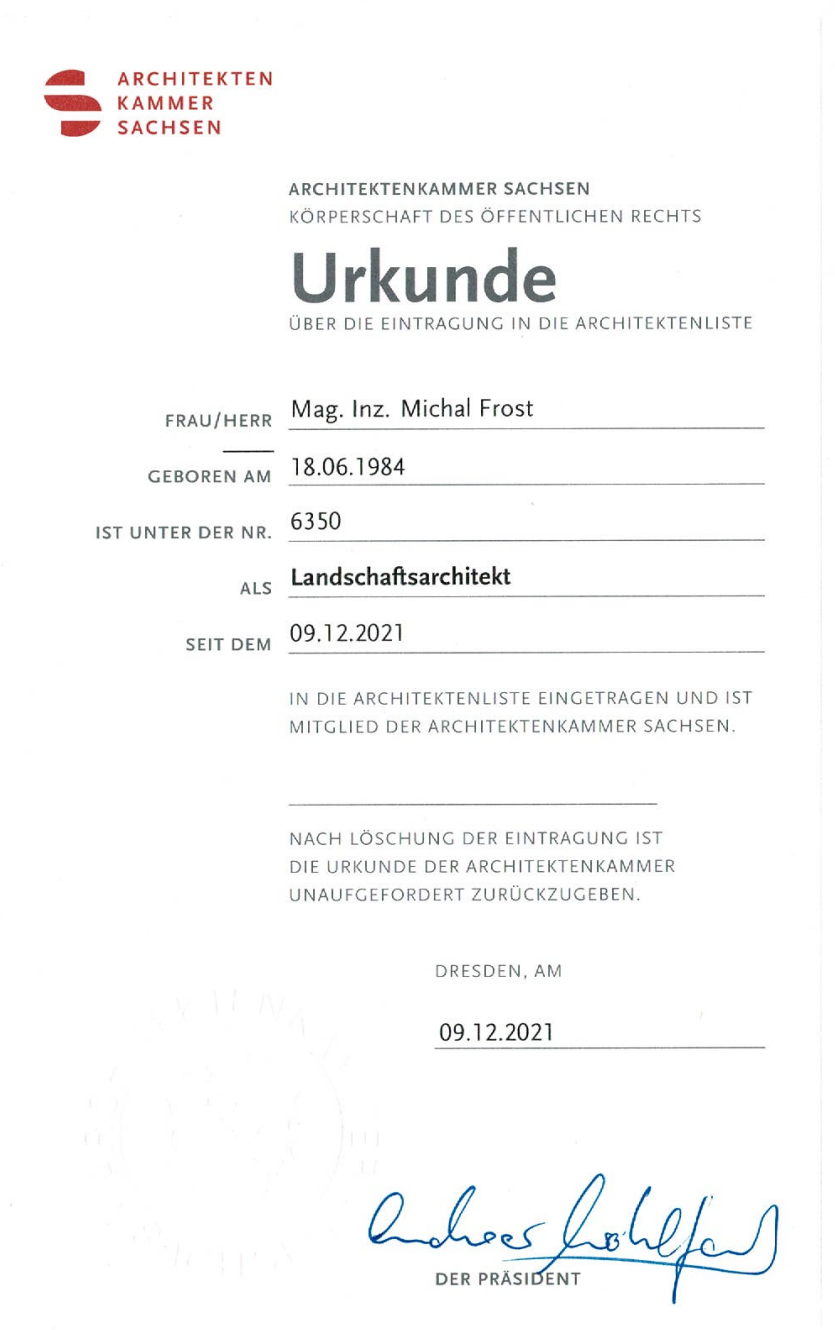 ARCHITEKTEN
KAMMER
SACHSEN
ARCHITEKTENKAMMER SACHSEN
KÖRPERSCHAFT DES ÖFFENTLICHEN RECHTS
Urkunde
ÜBER DIE EINTRAGUNG IN DIE ARCHITEKTENLISTE
FRAU/HERR Mag. Inz. Michal Frost
GEBOREN AM 18.06.1984
IST UNTER DER NR. 6350
ALS Landschaftsarchitekt
SEIT DEM 09.12.2021
IN DIE ARCHITEKTENLISTE EINGETRAGEN UND IST
MITGLIED DER ARCHITEKTENKAMMER SACHSEN.
NACH LÖSCHUNG DER EINTRAGUNG IST
DIE URKUNDE DER ARCHITEKTENKAMMER
UNAUFGEFORDERT ZURÜCKZUGEBEN.
DRESDEN, AM
09.12.2021
DER PRÄSIDENT